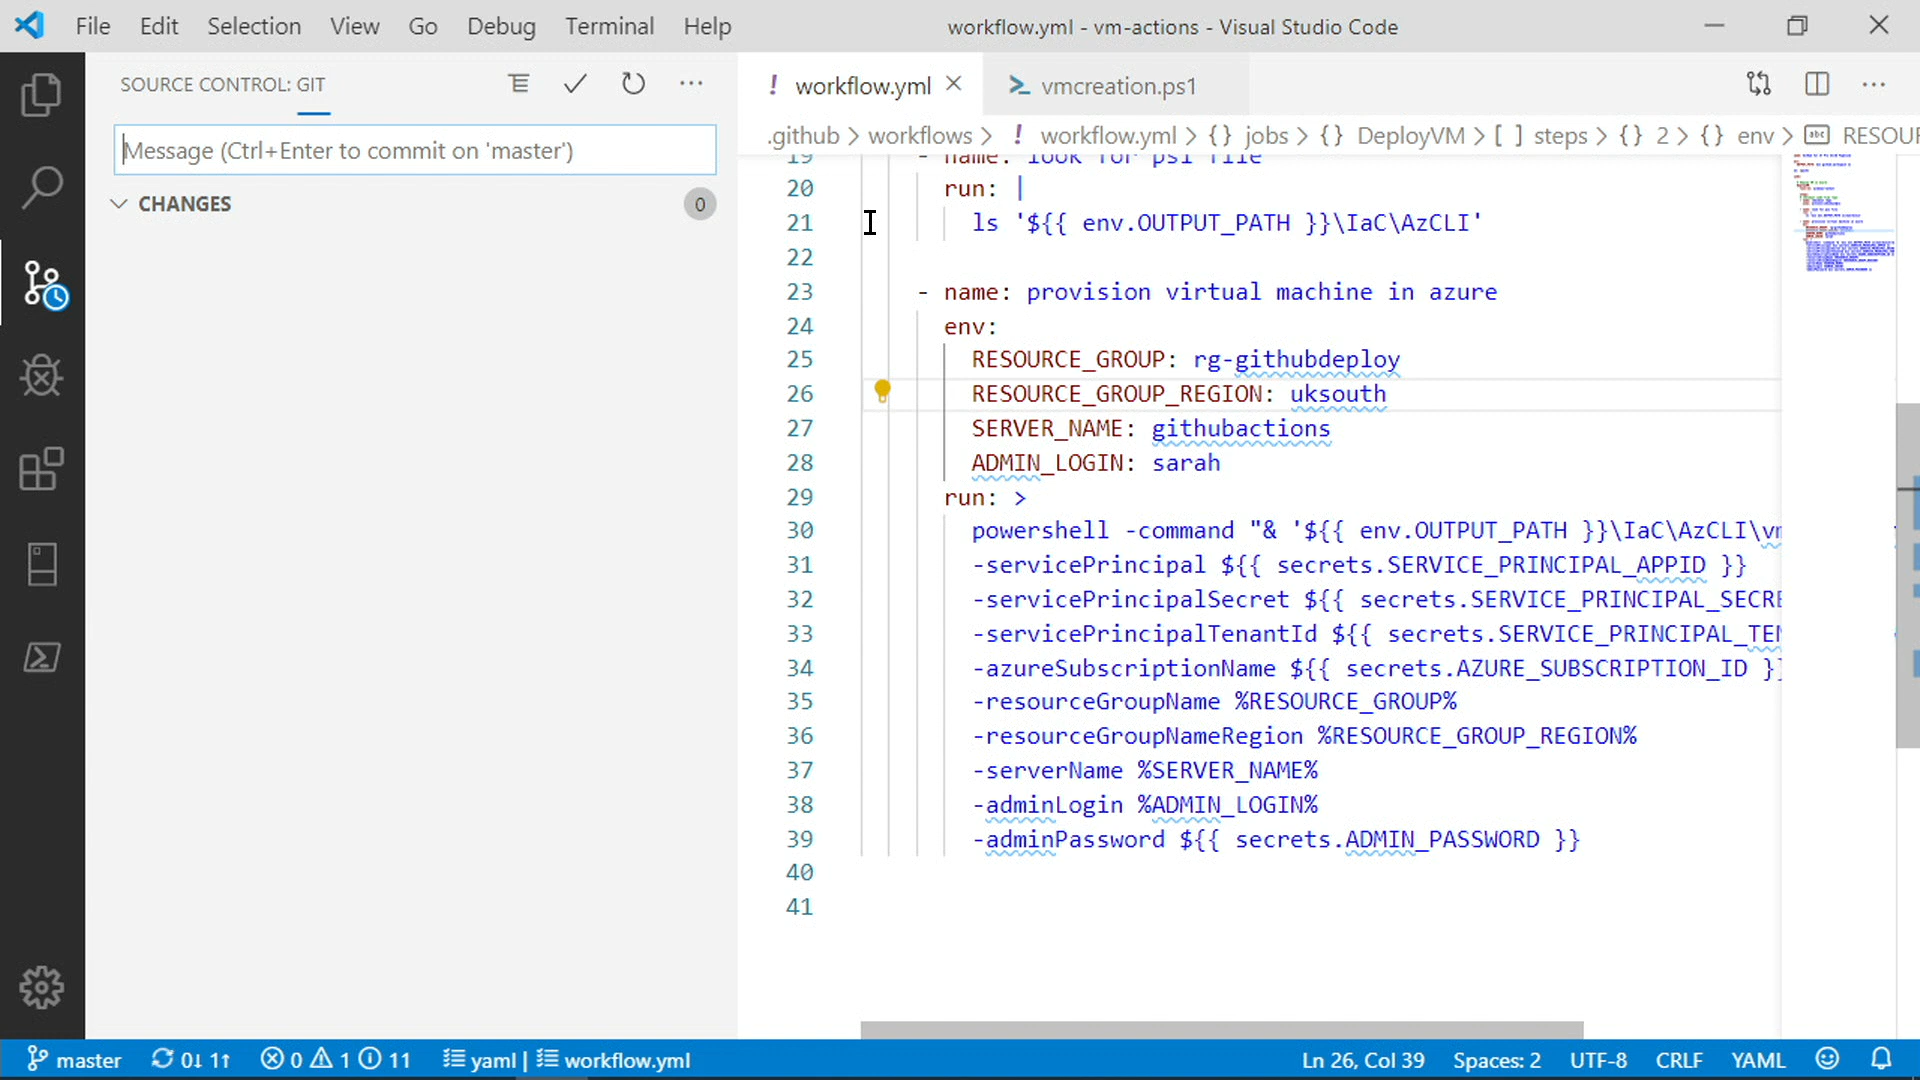 File Edit Selection View Go Debug Terminal Help
workflow.yml - vm-actions - Visual Studio Code
SOURCE CONTROL: GIT
Message (Ctrl+Enter to commit on 'master')
CHANGES 0
! workflow.yml
vmcreation.ps1
.github > workflows > ! workflow.yml > {} jobs > {} DeployVM > [ ] steps > {} 2 > {} env > abc RESOU
19 - name: look for ps1 file
20 run: |
21 ls '${{ env.OUTPUT_PATH }}\IaC\AzCLI'
22
23 - name: provision virtual machine in azure
24 env:
25 RESOURCE_GROUP: rg-githubdeploy
26 RESOURCE_GROUP_REGION: uksouth
27 SERVER_NAME: githubactions
28 ADMIN_LOGIN: sarah
29 run: >
30 powershell -command "& '${{ env.OUTPUT_PATH }}\IaC\AzCLI\vm
31 -servicePrincipal ${{ secrets.SERVICE_PRINCIPAL_APPID }}
32 -servicePrincipalSecret ${{ secrets.SERVICE_PRINCIPAL_SECRE
33 -servicePrincipalTenantId ${{ secrets.SERVICE_PRINCIPAL_TEN
34 -azureSubscriptionName ${{ secrets.AZURE_SUBSCRIPTION_ID }}
35 -resourceGroupName %RESOURCE_GROUP%
36 -resourceGroupNameRegion %RESOURCE_GROUP_REGION%
37 -serverName %SERVER_NAME%
38 -adminLogin %ADMIN_LOGIN%
39 -adminPassword ${{ secrets.ADMIN_PASSWORD }}
40
41
master 0↓ 1↑ 0 1 11 yaml | workflow.yml Ln 26, Col 39 Spaces: 2 UTF-8 CRLF YAML